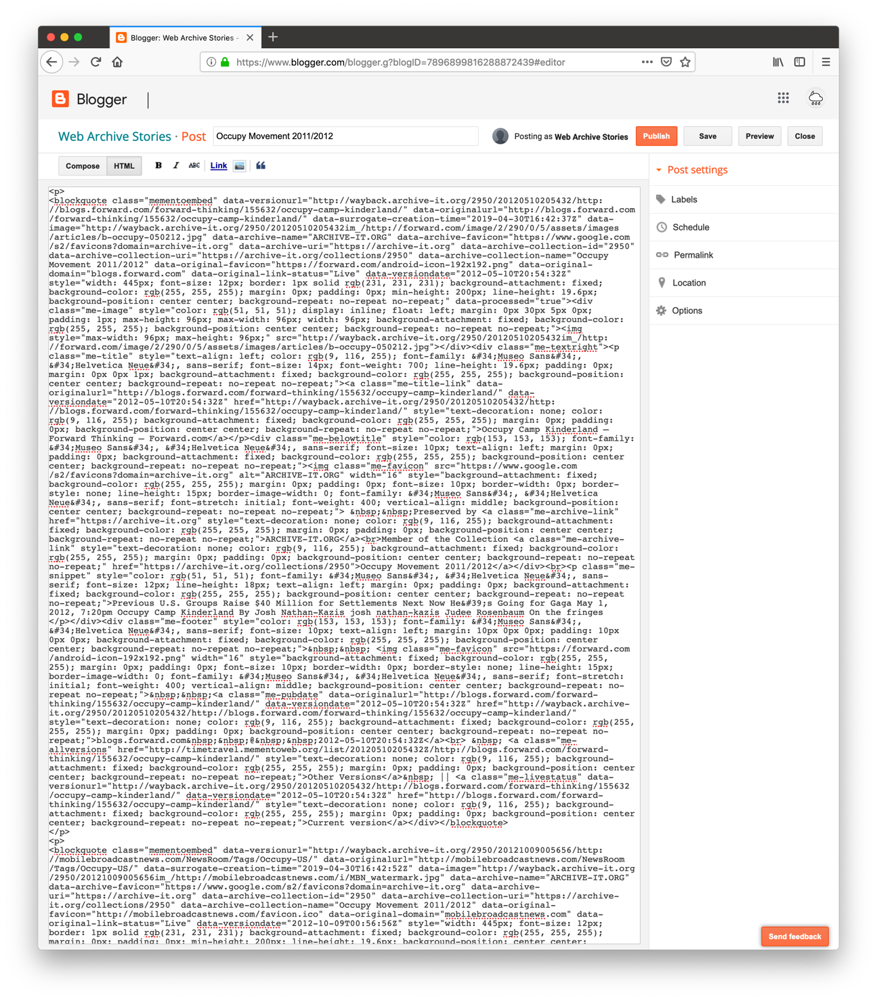 Blogger: Web Archive Stories -
https://www.blogger.com/blogger.g?blogID=7896899816288872439#editor
Blogger
Web Archive Stories · Post
Occupy Movement 2011/2012
Posting as Web Archive Stories
Publish
Save
Preview
Close
Compose
HTML
B
I
ABC
Link
Post settings
Labels
Schedule
Permalink
Location
Options
<p>
<blockquote class="mementoembed" data-versionurl="http://wayback.archive-it.org/2950/20120510205432/http:
//blogs.forward.com/forward-thinking/155632/occupy-camp-kinderland/" data-originalurl="http://blogs.forward.com
/forward-thinking/155632/occupy-camp-kinderland/" data-surrogate-creation-time="2019-04-30T16:42:37Z" data-
image="http://wayback.archive-it.org/2950/20120510205432im_/http://forward.com/image/2/290/0/5/assets/images
/articles/b-occupy-050212.jpg" data-archive-name="ARCHIVE-IT.ORG" data-archive-favicon="https://www.google.com
/s2/favicons?domain=archive-it.org" data-archive-uri="https://archive-it.org" data-archive-collection-id="2950"
data-archive-collection-uri="https://archive-it.org/collections/2950" data-archive-collection-name="Occupy
Movement 2011/2012" data-original-favicon="https://forward.com/android-icon-192x192.png" data-original-
domain="blogs.forward.com" data-original-link-status="Live" data-versiondate="2012-05-10T20:54:32Z"
style="width: 445px; font-size: 12px; border: 1px solid rgb(231, 231, 231); background-attachment: fixed;
background-color: rgb(255, 255, 255); margin: 0px; padding: 0px; min-height: 200px; line-height: 19.6px;
background-position: center center; background-repeat: no-repeat no-repeat;" data-processed="true"><div
class="me-image" style="color: rgb(51, 51, 51); display: inline; float: left; margin: 0px 30px 5px 0px;
padding: 1px; max-height: 96px; max-width: 96px; width: 96px; background-attachment: fixed; background-color:
rgb(255, 255, 255); background-position: center center; background-repeat: no-repeat no-repeat;"><img
style="max-width: 96px; max-height: 96px;" src="http://wayback.archive-it.org/2950/20120510205432im_/http:
//forward.com/image/2/290/0/5/assets/images/articles/b-occupy-050212.jpg"></div><div class="me-textright"><p
class="me-title" style="text-align: left; color: rgb(9, 116, 255); font-family: &#34;Museo Sans&#34;,
&#34;Helvetica Neue&#34;, sans-serif; font-size: 14px; font-weight: 700; line-height: 19.6px; padding: 0px;
margin: 0px 0px 1px; background-attachment: fixed; background-color: rgb(255, 255, 255); background-position:
center center; background-repeat: no-repeat no-repeat;"><a class="me-title-link" data-
originalurl="http://blogs.forward.com/forward-thinking/155632/occupy-camp-kinderland/" data-
versiondate="2012-05-10T20:54:32Z" href="http://wayback.archive-it.org/2950/20120510205432/http:
//blogs.forward.com/forward-thinking/155632/occupy-camp-kinderland/" style="text-decoration: none; color:
rgb(9, 116, 255); background-attachment: fixed; background-color: rgb(255, 255, 255); margin: 0px; padding:
0px; background-position: center center; background-repeat: no-repeat no-repeat;">Occupy Camp Kinderland –
Forward Thinking – Forward.com</a></p><div class="me-belowtitle" style="color: rgb(153, 153, 153); font-family:
&#34;Museo Sans&#34;, &#34;Helvetica Neue&#34;, sans-serif; font-size: 10px; text-align: left; margin: 0px;
padding: 0px; background-attachment: fixed; background-color: rgb(255, 255, 255); background-position: center
center; background-repeat: no-repeat no-repeat;"><img class="me-favicon" src="https://www.google.com
/s2/favicons?domain=archive-it.org" alt="ARCHIVE-IT.ORG" width="16" style="background-attachment: fixed;
background-color: rgb(255, 255, 255); margin: 0px; padding: 0px; font-size: 10px; border-width: 0px; border-
style: none; line-height: 15px; border-image-width: 0; font-family: &#34;Museo Sans&#34;, &#34;Helvetica
Neue&#34;, sans-serif; font-stretch: initial; font-weight: 400; vertical-align: middle; background-position:
center center; background-repeat: no-repeat no-repeat;"> &nbsp;&nbsp;Preserved by <a class="me-archive-link"
href="https://archive-it.org" style="text-decoration: none; color: rgb(9, 116, 255); background-attachment:
fixed; background-color: rgb(255, 255, 255); margin: 0px; padding: 0px; background-position: center center;
background-repeat: no-repeat no-repeat;">ARCHIVE-IT.ORG</a><br>Member of the Collection <a class="me-archive-
link" style="text-decoration: none; color: rgb(9, 116, 255); background-attachment: fixed; background-color:
rgb(255, 255, 255); margin: 0px; padding: 0px; background-position: center center; background-repeat: no-repeat
no-repeat;" href="https://archive-it.org/collections/2950">Occupy Movement 2011/2012</a></div><br><p class="me-
snippet" style="color: rgb(51, 51, 51); font-family: &#34;Museo Sans&#34;, &#34;Helvetica Neue&#34;, sans-
serif; font-size: 12px; line-height: 18px; text-align: left; margin: 0px; padding: 0px; background-attachment:
fixed; background-color: rgb(255, 255, 255); background-position: center center; background-repeat: no-repeat
no-repeat;">Previous U.S. Groups Raise $40 Million for Settlements Next Now He&#39;s Going for Gaga May 1,
2012, 7:20pm Occupy Camp Kinderland By Josh Nathan-Kazis josh nathan-kazis Judee Rosenbaum On the fringes
</p></div><div class="me-footer" style="color: rgb(153, 153, 153); font-family: &#34;Museo Sans&#34;,
&#34;Helvetica Neue&#34;, sans-serif; font-size: 10px; text-align: left; margin: 10px 0px 0px; padding: 10px
0px 0px; background-attachment: fixed; background-color: rgb(255, 255, 255); background-position: center
center; background-repeat: no-repeat no-repeat;">&nbsp;&nbsp; <img class="me-favicon" src="https://forward.com
/android-icon-192x192.png" width="16" style="background-attachment: fixed; background-color: rgb(255, 255,
255); margin: 0px; padding: 0px; font-size: 10px; border-width: 0px; border-style: none; line-height: 15px;
border-image-width: 0; font-family: &#34;Museo Sans&#34;, &#34;Helvetica Neue&#34;, sans-serif; font-stretch:
initial; font-weight: 400; vertical-align: middle; background-position: center center; background-repeat: no-
repeat no-repeat;">&nbsp;&nbsp;<a class="me-pubdate" data-originalurl="http://blogs.forward.com/forward-
thinking/155632/occupy-camp-kinderland/" data-versiondate="2012-05-10T20:54:32Z" href="http://wayback.archive-
it.org/2950/20120510205432/http://blogs.forward.com/forward-thinking/155632/occupy-camp-kinderland/"
style="text-decoration: none; color: rgb(9, 116, 255); background-attachment: fixed; background-color: rgb(255,
255, 255); margin: 0px; padding: 0px; background-position: center center; background-repeat: no-repeat no-
repeat;">blogs.forward.com&nbsp;&nbsp;@&nbsp;&nbsp;2012-05-10T20:54:32Z</a><br> &nbsp; <a class="me-
allversions" href="http://timetravel.mementoweb.org/list/20120510205432Z/http://blogs.forward.com/forward-
thinking/155632/occupy-camp-kinderland/" style="text-decoration: none; color: rgb(9, 116, 255); background-
attachment: fixed; background-color: rgb(255, 255, 255); margin: 0px; padding: 0px; background-position: center
center; background-repeat: no-repeat no-repeat;">Other Versions</a>&nbsp; || <a class="me-livestatus" data-
versionurl="http://wayback.archive-it.org/2950/20120510205432/http://blogs.forward.com/forward-thinking/155632
/occupy-camp-kinderland/" data-versiondate="2012-05-10T20:54:32Z" href="http://blogs.forward.com/forward-
thinking/155632/occupy-camp-kinderland/" style="text-decoration: none; color: rgb(9, 116, 255); background-
attachment: fixed; background-color: rgb(255, 255, 255); margin: 0px; padding: 0px; background-position: center
center; background-repeat: no-repeat no-repeat;">Current version</a></div></blockquote>
</p>
<p>
<blockquote class="mementoembed" data-versionurl="http://wayback.archive-it.org/2950/20121009005656/http:
//mobilebroadcastnews.com/NewsRoom/Tags/Occupy-US/" data-originalurl="http://mobilebroadcastnews.com/NewsRoom
/Tags/Occupy-US/" data-surrogate-creation-time="2019-04-30T16:42:52Z" data-image="http://wayback.archive-it.org
/2950/20121009005656im_/http://mobilebroadcastnews.com/i/MBN_watermark.jpg" data-archive-name="ARCHIVE-IT.ORG"
data-archive-favicon="https://www.google.com/s2/favicons?domain=archive-it.org" data-archive-
uri="https://archive-it.org" data-archive-collection-id="2950" data-archive-collection-uri="https://archive-
it.org/collections/2950" data-archive-collection-name="Occupy Movement 2011/2012" data-original-
favicon="http://mobilebroadcastnews.com/favicon.ico" data-original-domain="mobilebroadcastnews.com" data-
original-link-status="Live" data-versiondate="2012-10-09T00:56:56Z" style="width: 445px; font-size: 12px;
border: 1px solid rgb(231, 231, 231); background-attachment: fixed; background-color: rgb(255, 255, 255);
margin: 0px; padding: 0px; min-height: 200px; line-height: 19.6px; background-position: center center;
Send feedback